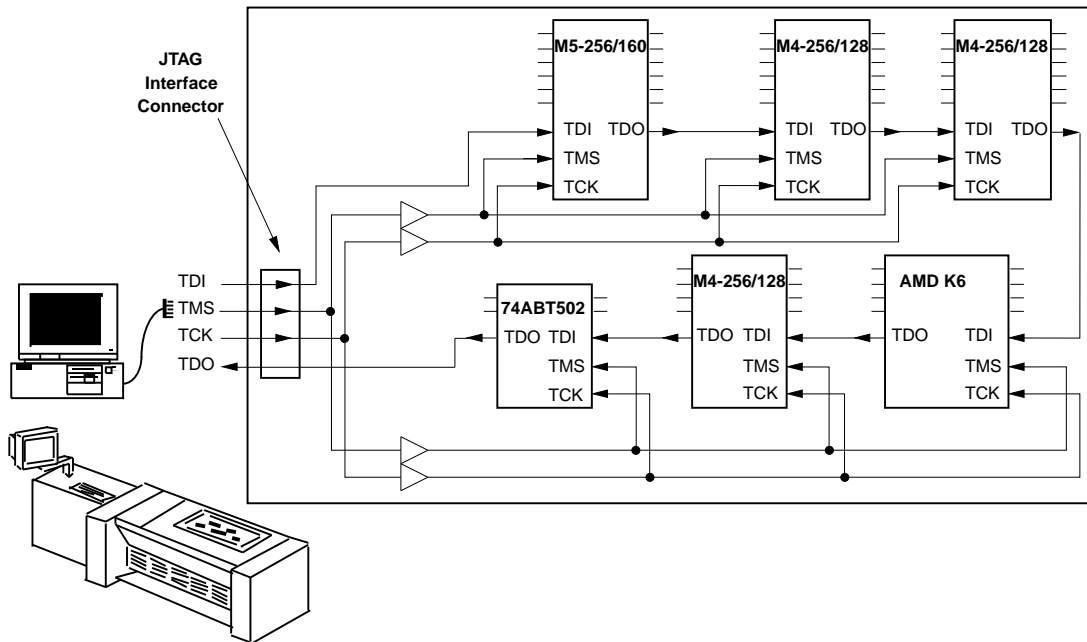 M5-256/160
M4-256/128
M4-256/128
JTAG
Interface
Connector
TDI TDO
TMS
TCK
TDI TDO
TMS
TCK
TDI TDO
TMS
TCK
TDI
TMS
TCK
TDO
74ABT502
TDO TDI
TMS
TCK
M4-256/128
TDO TDI
TMS
TCK
AMD K6
TDO TDI
TMS
TCK